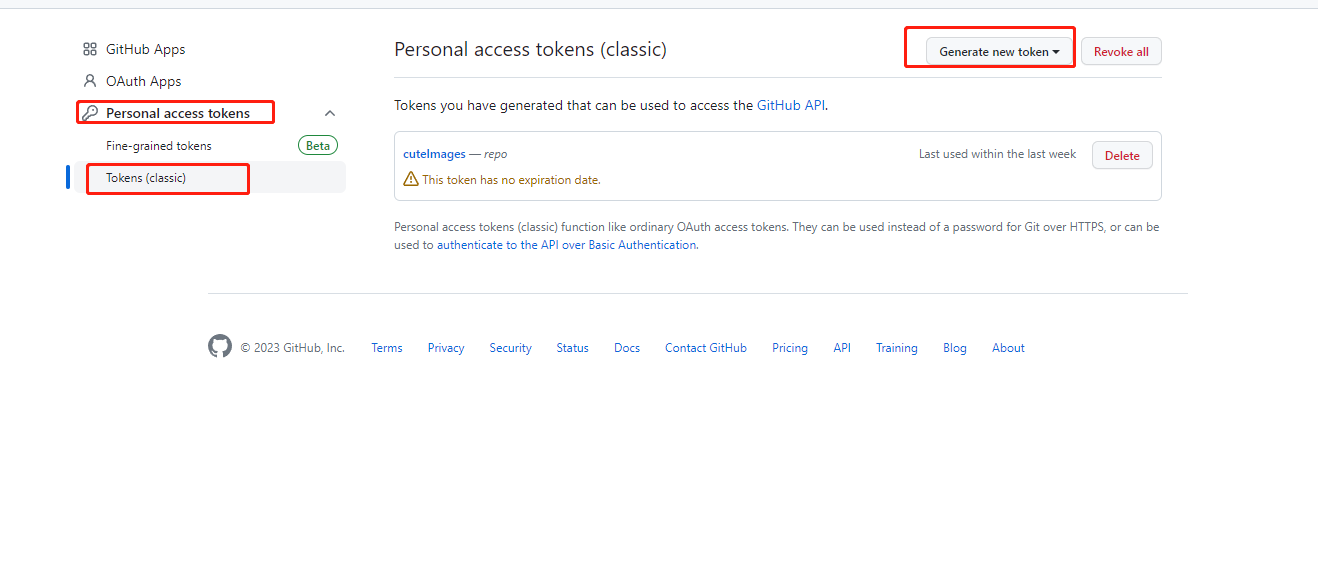 GitHub Apps
OAuth Apps
Personal access tokens
Fine-grained tokens Beta
Tokens (classic)
Personal access tokens (classic) Generate new token Revoke all
Tokens you have generated that can be used to access the GitHub API.
cuteImages — repo Last used within the last week Delete
This token has no expiration date.
Personal access tokens (classic) function like ordinary OAuth access tokens. They can be used instead of a password for Git over HTTPS, or can be
used to authenticate to the API over Basic Authentication.
© 2023 GitHub, Inc. Terms Privacy Security Status Docs Contact GitHub Pricing API Training Blog About